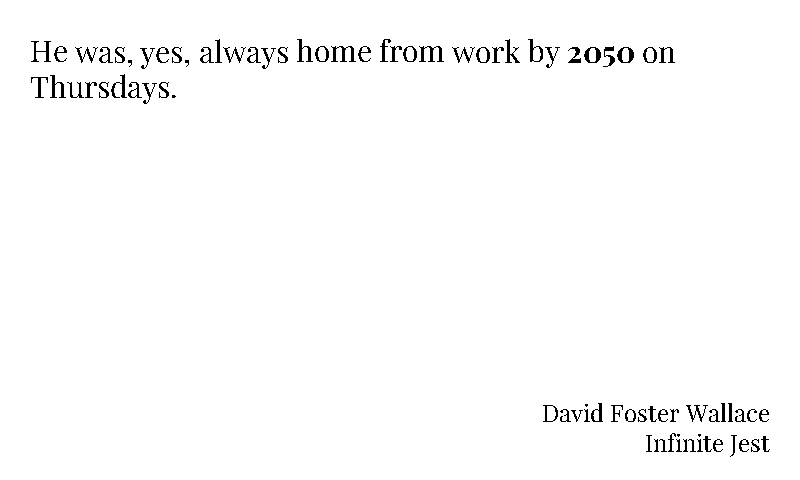 He was, yes, always home from work by 2050 on
Thursdays.
David Foster Wallace
Infinite Jest